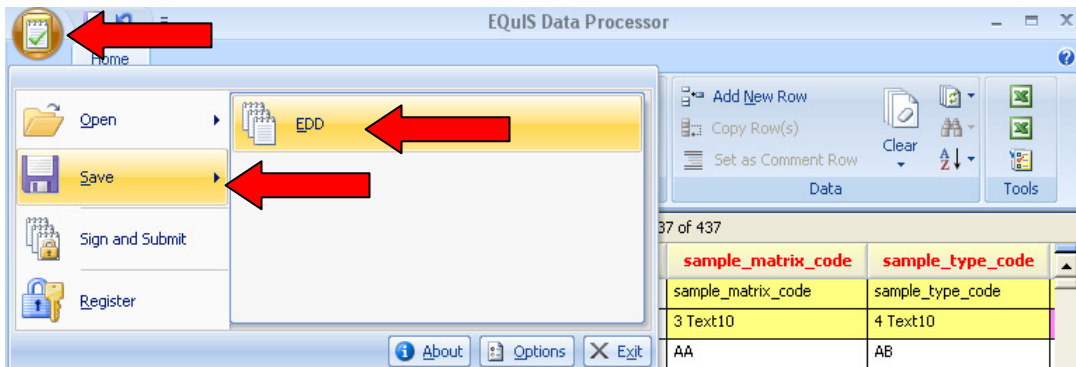 EQuIS Data Processor
Home
Open
Save
Sign and Submit
Register
EDD
About
Options
Exit
Add New Row
Copy Row(s)
Set as Comment Row
Clear
Data
Tools
37 of 437
sample_matrix_code sample_type_code
sample_matrix_code sample_type_code
3 Text10 4 Text10
AA AB